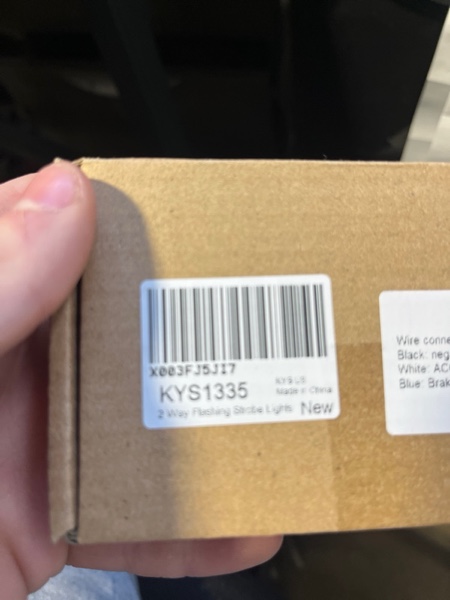 X003FJ5JI7
KYS1335
KYS US
Made in China
2 Way Flashing Strobe Lights New
Wire conne
Black: neg
White: AC
Blue: Brak